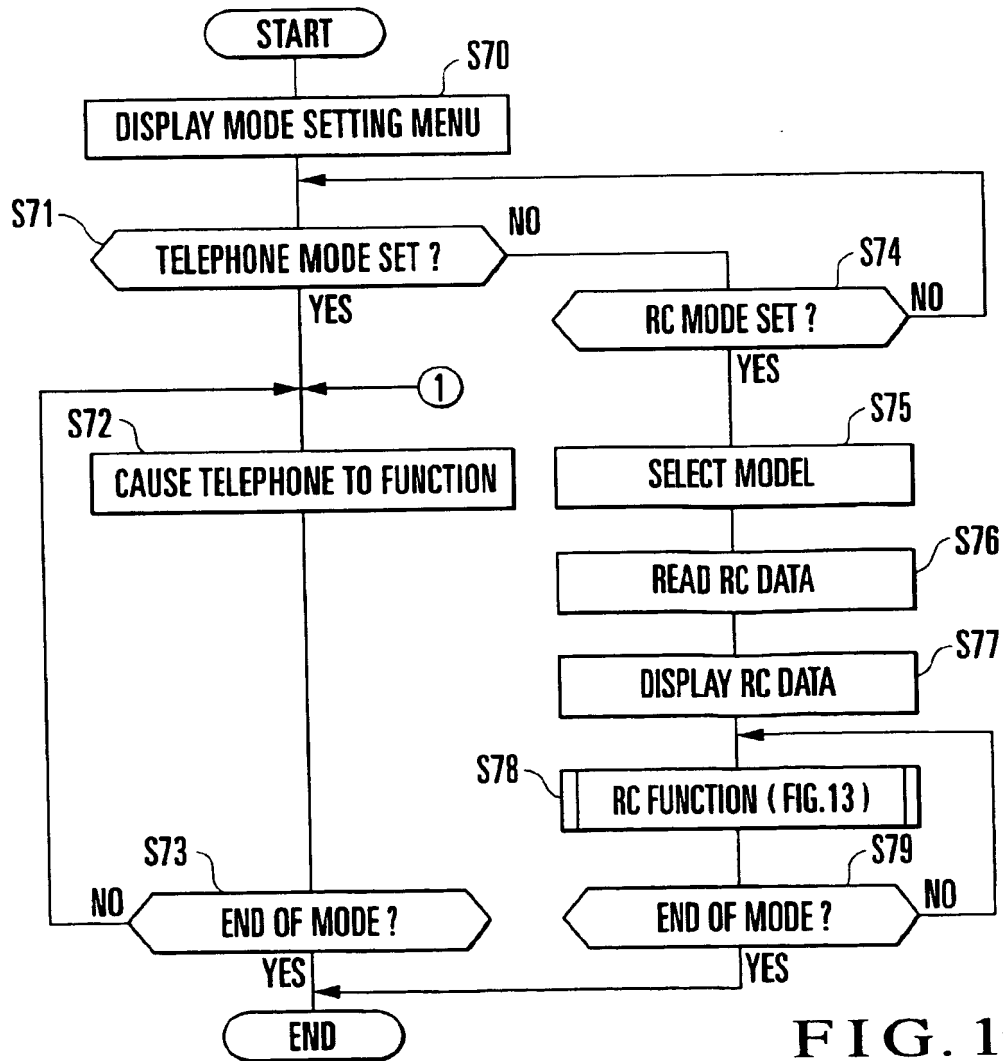 START
S70
DISPLAY MODE SETTING MENU
S71
TELEPHONE MODE SET ?
NO
YES
S74
RC MODE SET ?
NO
YES
1
S72
CAUSE TELEPHONE TO FUNCTION
S75
SELECT MODEL
S76
READ RC DATA
S77
DISPLAY RC DATA
S78
RC FUNCTION ( FIG.13 )
S73
NO
END OF MODE ?
YES
S79
END OF MODE ?
NO
YES
END
FIG. 1